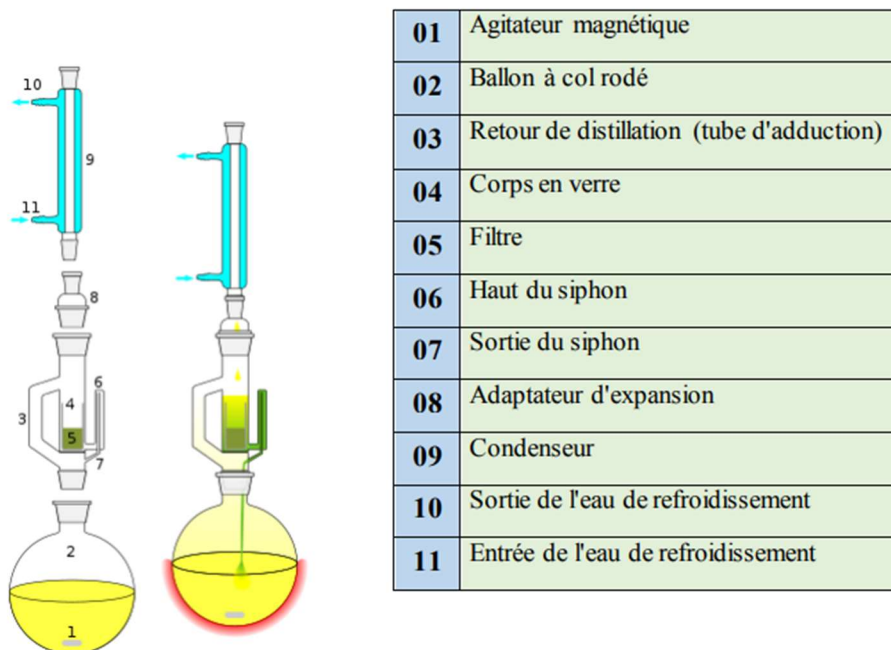 10
9
11
8
6
4
3
5
7
2
1
01 Agitateur magnétique
02 Ballon à col rodé
03 Retour de distillation (tube d'adduction)
04 Corps en verre
05 Filtre
06 Haut du siphon
07 Sortie du siphon
08 Adaptateur d'expansion
09 Condenseur
10 Sortie de l'eau de refroidissement
11 Entrée de l'eau de refroidissement